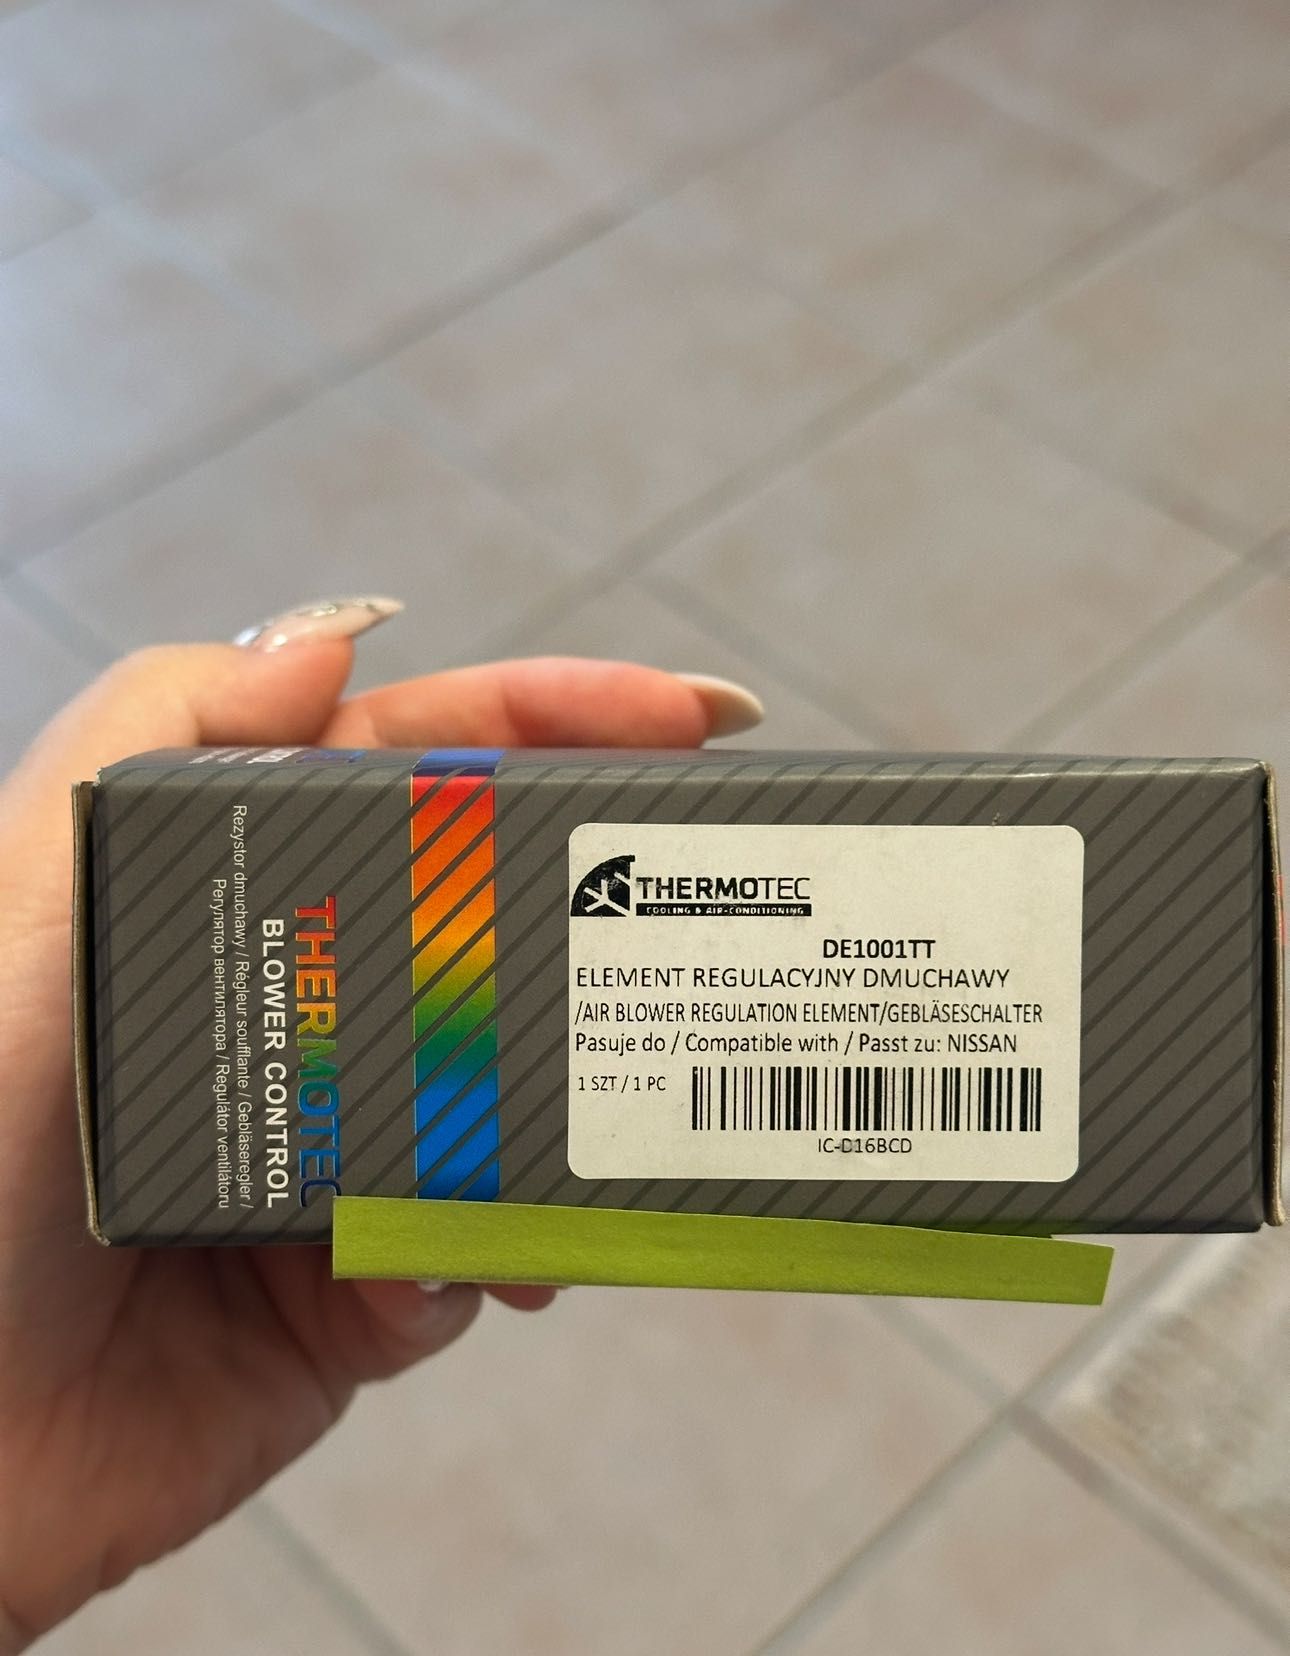 THERMOTEC
COOLING & AIR-CONDITIONING
DE1001TT
ELEMENT REGULACYJNY DMUCHAWY
/AIR BLOWER REGULATION ELEMENT/GEBLÄSESCHALTER
Pasuje do / Compatible with / Passt zu: NISSAN
1 SZT / 1 PC
IC-D16BCD
THERMOTEC
BLOWER CONTROL
Rezystor dmuchawy / Régleur soufflante / Gebläseregler /
Регулятор вентилятора / Regulátor ventilátoru